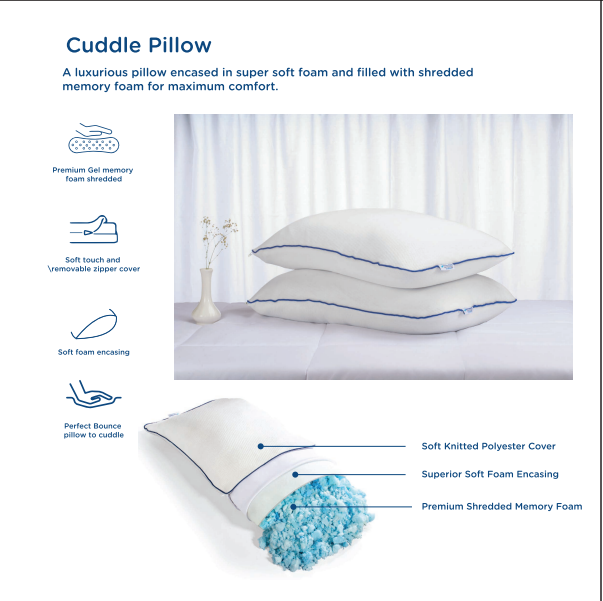 Cuddle Pillow
A luxurious pillow encased in super soft foam and filled with shredded
memory foam for maximum comfort.
Premium Gel memory
foam shredded
Soft touch and
\removable zipper cover
Soft foam encasing
Perfect Bounce
pillow to cuddle
Soft Knitted Polyester Cover
Superior Soft Foam Encasing
Premium Shredded Memory Foam